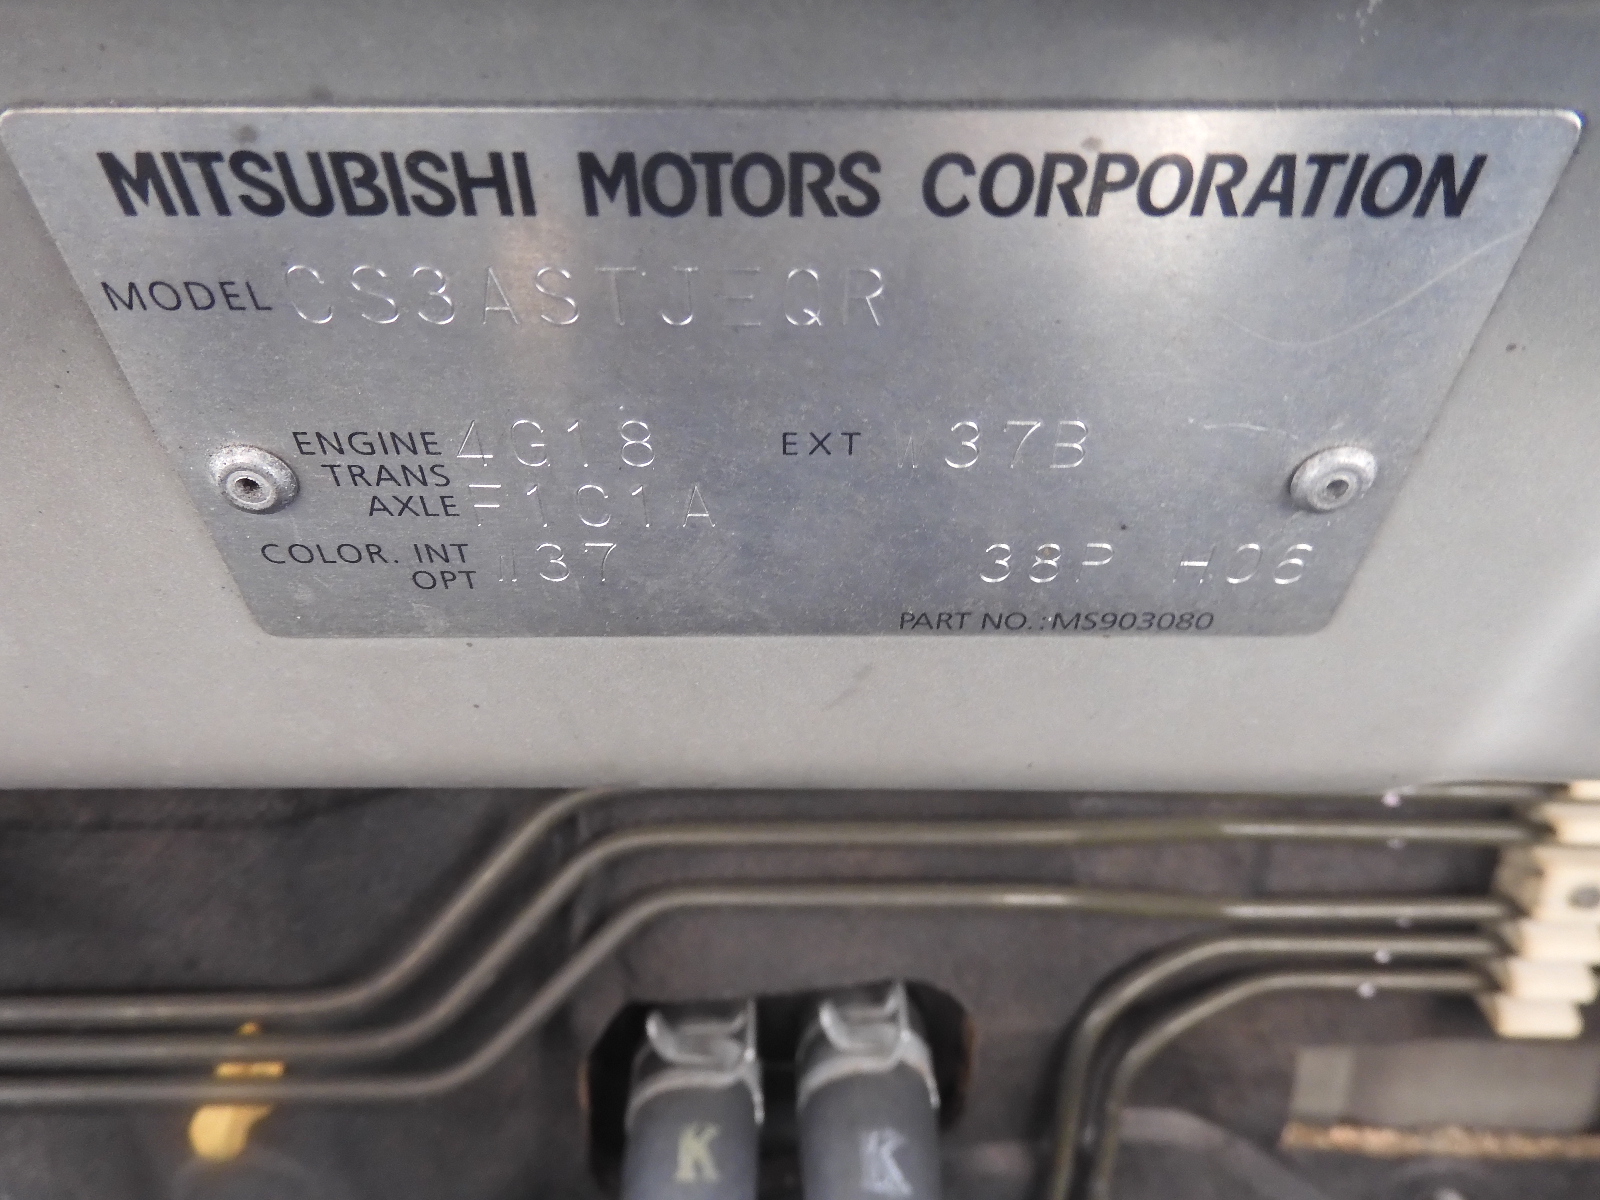 MITSUBISHI MOTORS CORPORATION
MODEL CS3ASTJEQR
ENGINE 4G18 EXT W37B
TRANS
AXLE F1C1A
COLOR. INT W37 38P H06
OPT
PART NO.:MS903080
K K